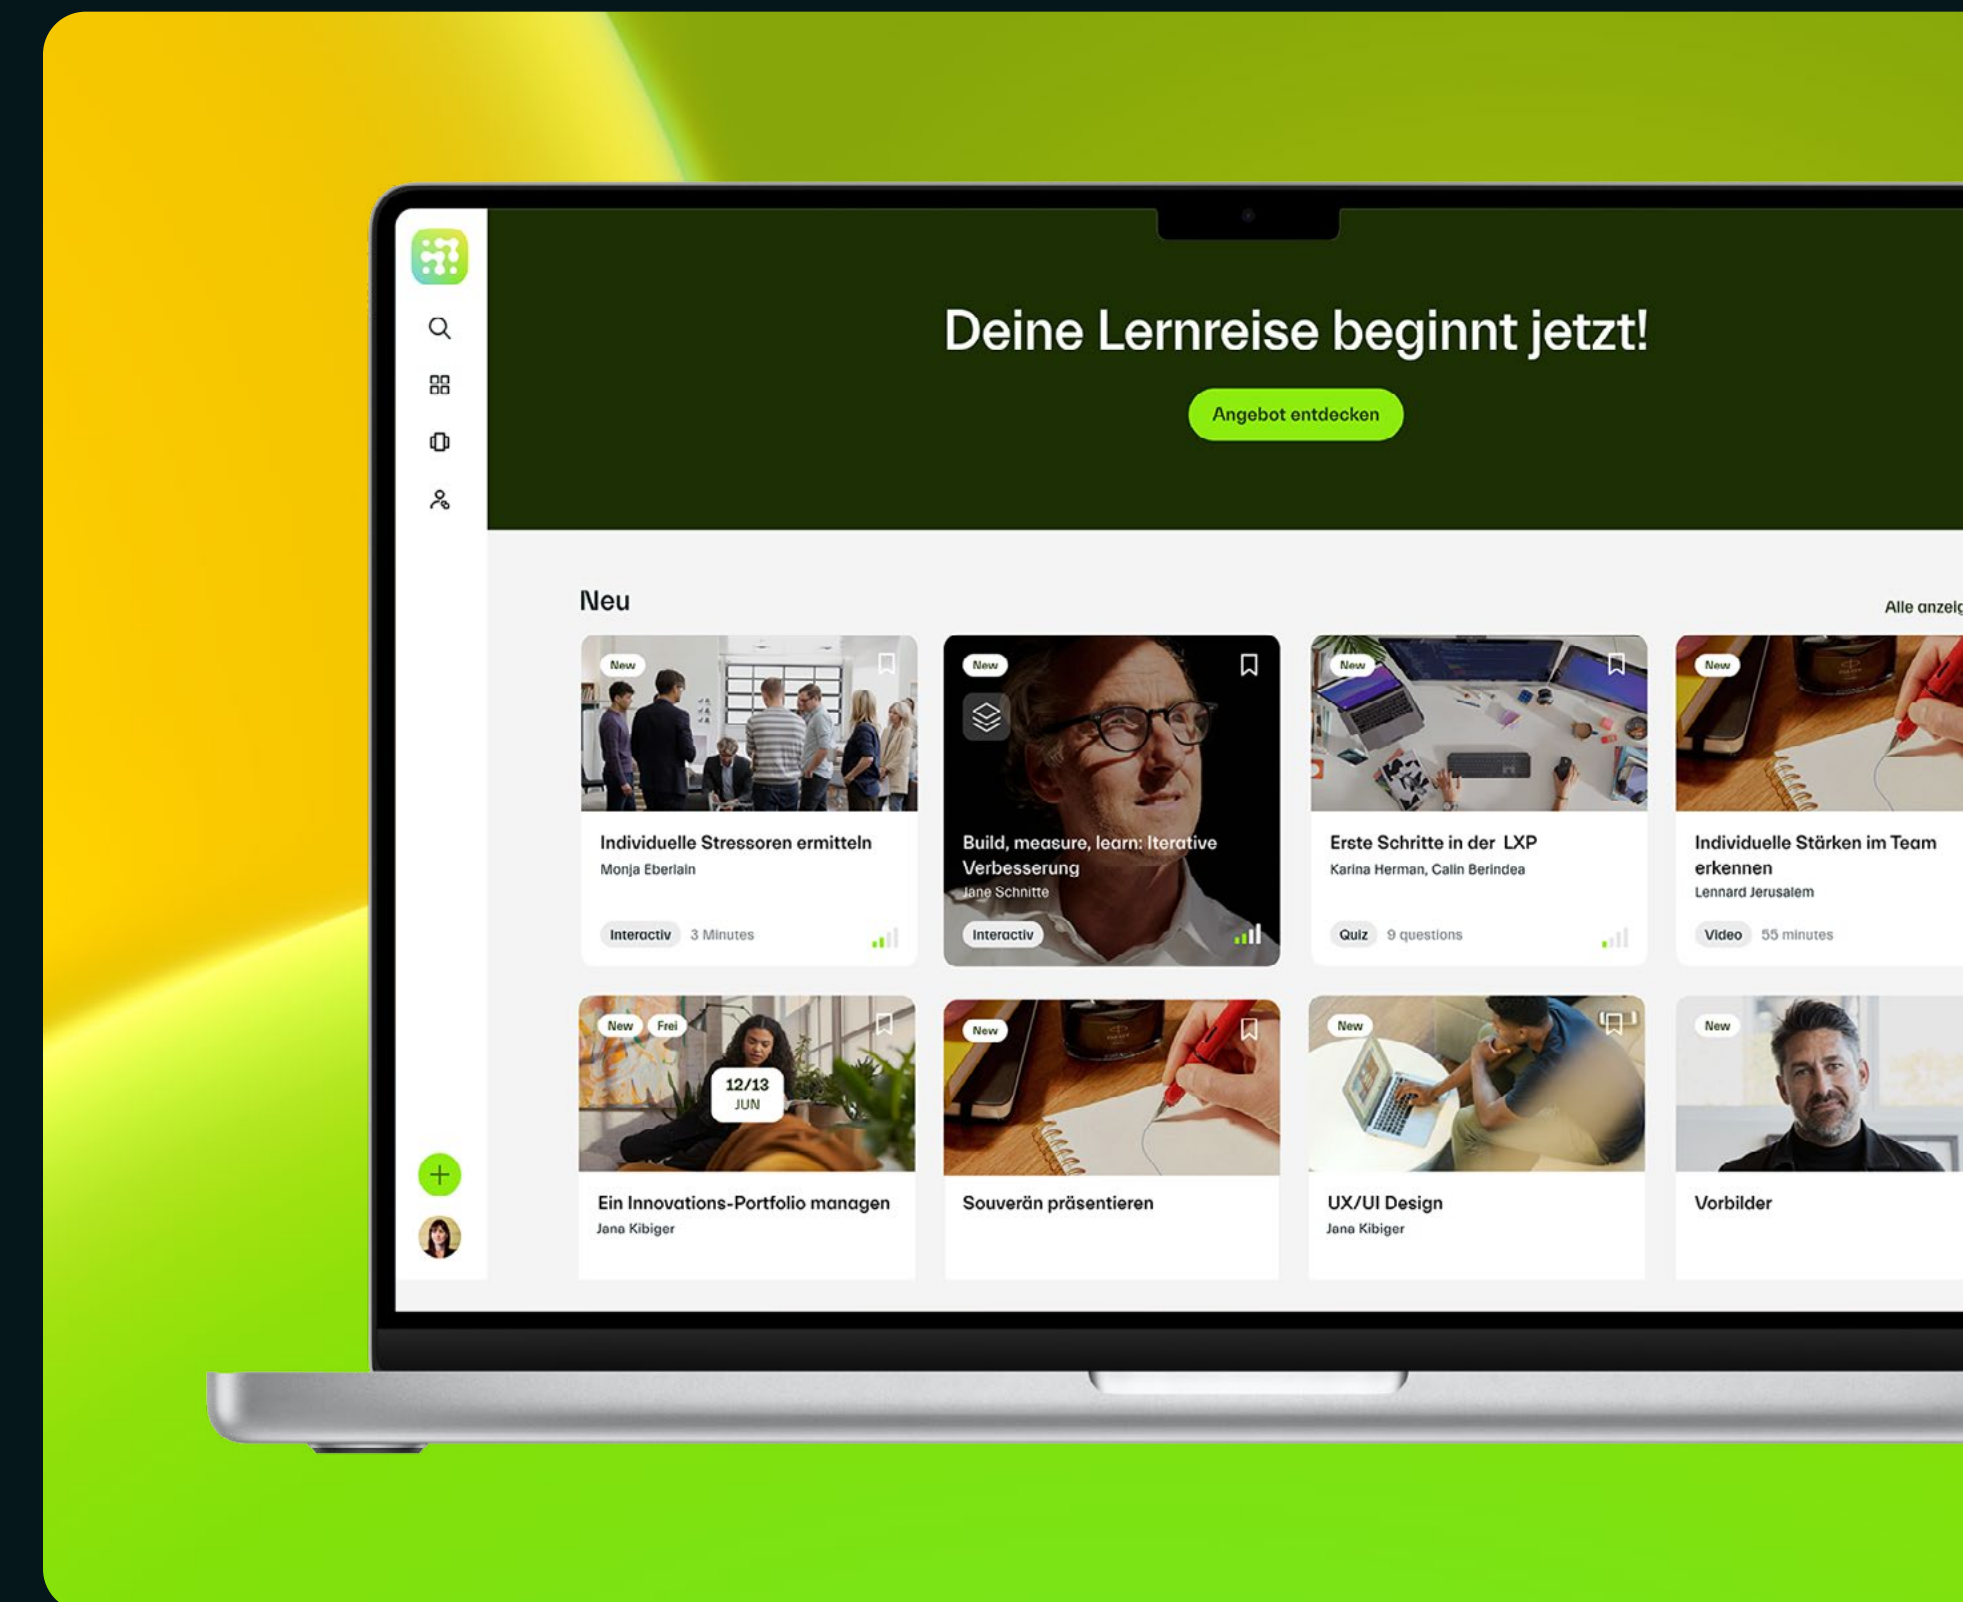 Deine Lernreise beginnt jetzt!
Angebot entdecken
Neu
Alle anzeig
New
Individuelle Stressoren ermitteln
Monja Eberlain
Interactiv 3 Minutes
New
Build, measure, learn: Iterative
Verbesserung
Jane Schnitte
Interactiv
New
Erste Schritte in der LXP
Karina Herman, Calin Berindea
Quiz 9 questions
New
Individuelle Stärken im Team
erkennen
Lennard Jerusalem
Video 55 minutes
New Frei
12/13
JUN
Ein Innovations-Portfolio managen
Jana Kibiger
New
Souverän präsentieren
New
UX/UI Design
Jana Kibiger
New
Vorbilder